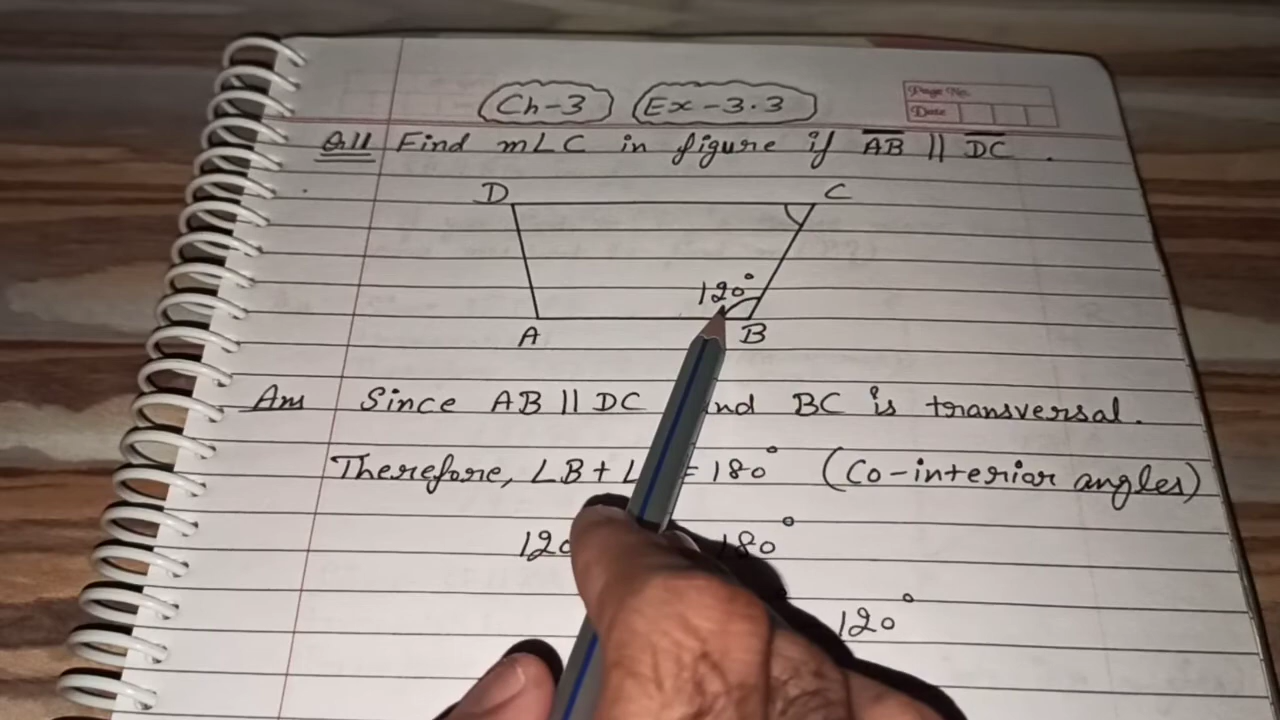 Ch-3 Ex-3.3
Page No.
Date
Q11 Find m∠C in figure if AB || DC .
D C
120°
A B
Ans Since AB || DC BC is transversal.
Therefore, ∠B + = 180° (Co-interior angles)
180°
120°